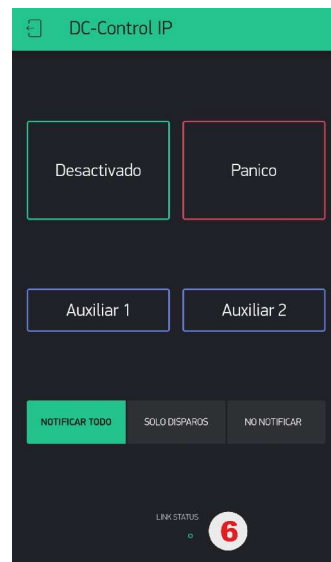 DC-Control IP
Desactivado
Panico
Auxiliar 1
Auxiliar 2
NOTIFICAR TODO
SOLO DISPAROS
NO NOTIFICAR
LINK STATUS
6